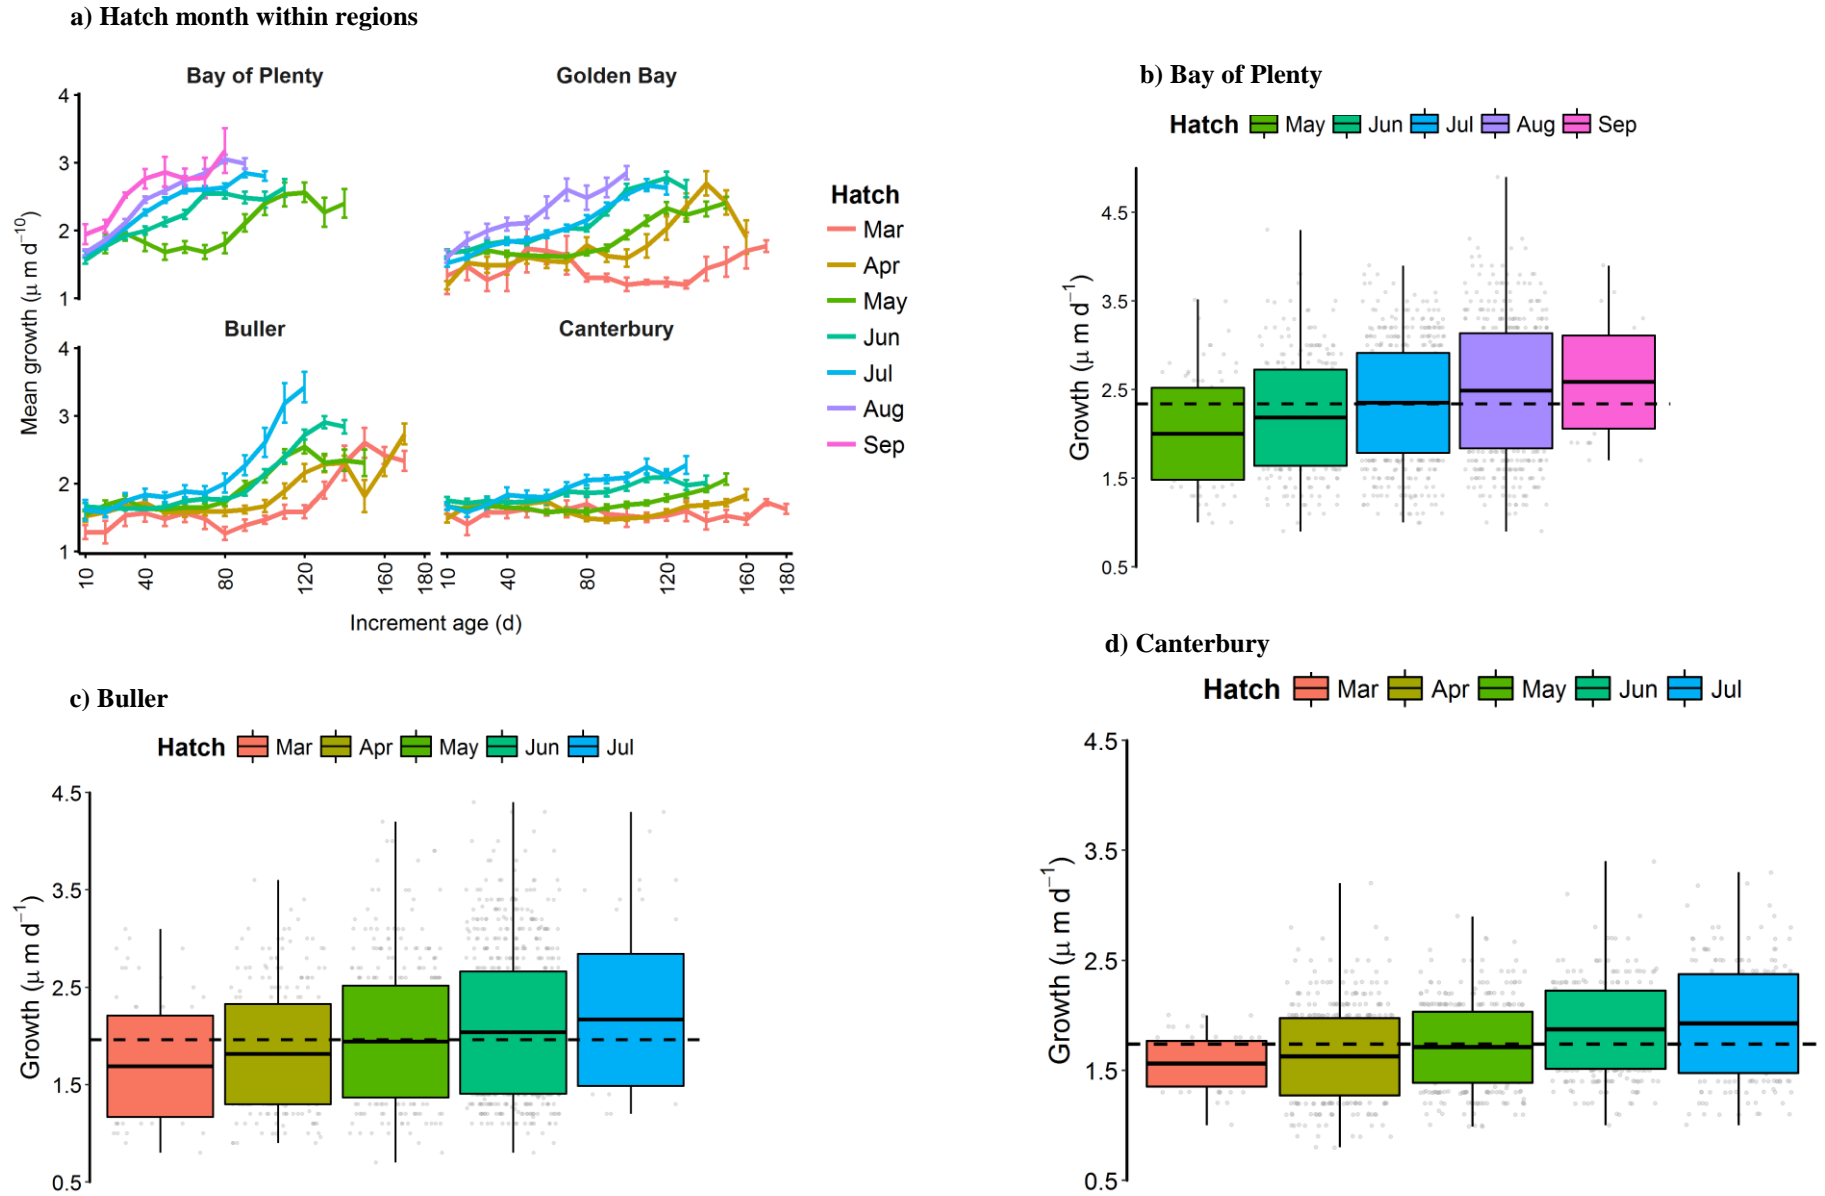 a) Hatch month within regions
Bay of Plenty
Golden Bay
4
3
2
1
Buller
Canterbury
4
3
2
1
Mean growth (μ m d⁻¹⁰)
10 40 80 120 160 180
10 40 80 120 160 180
Increment age (d)
Hatch
Mar
Apr
May
Jun
Jul
Aug
Sep
b) Bay of Plenty
Hatch May Jun Jul Aug Sep
4.5
3.5
2.5
1.5
0.5
Growth (μ m d⁻¹)
c) Buller
Hatch Mar Apr May Jun Jul
4.5
3.5
2.5
1.5
0.5
Growth (μ m d⁻¹)
d) Canterbury
Hatch Mar Apr May Jun Jul
4.5
3.5
2.5
1.5
0.5
Growth (μ m d⁻¹)